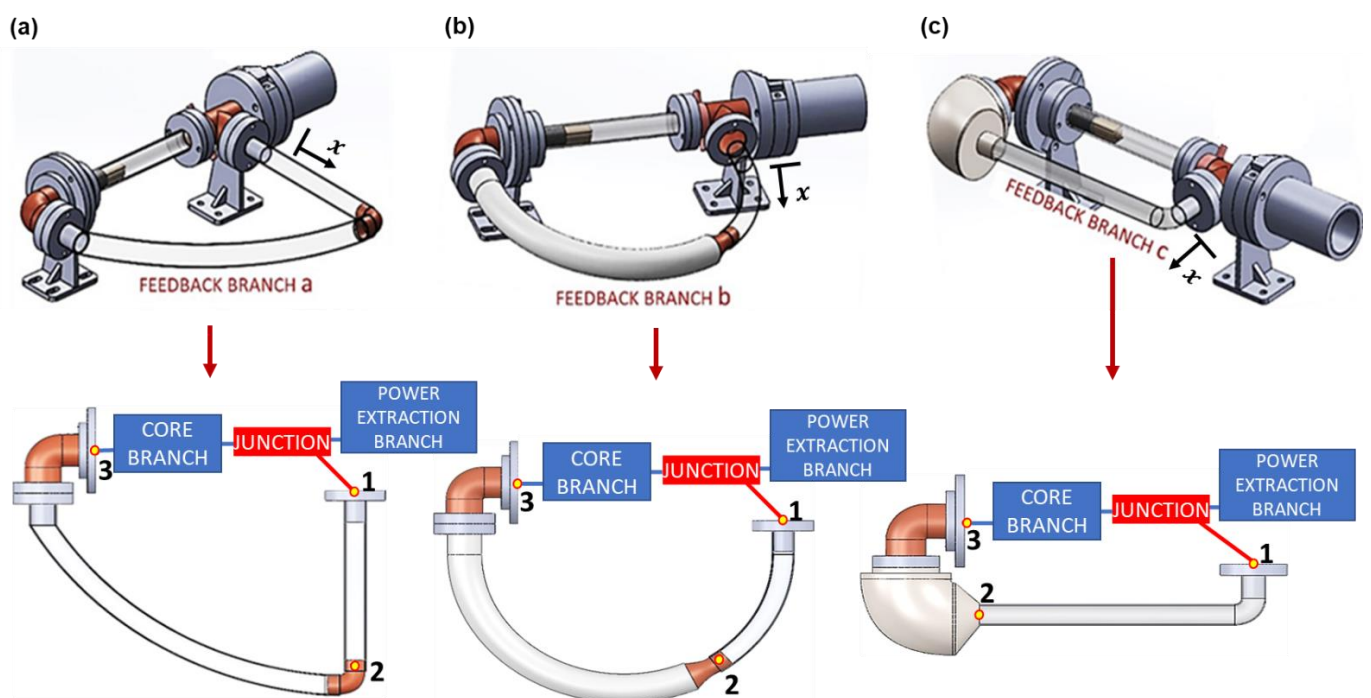 (a)
x
FEEDBACK BRANCH a
(b)
x
FEEDBACK BRANCH b
(c)
x
FEEDBACK BRANCH c
3
CORE
BRANCH
JUNCTION
POWER
EXTRACTION
BRANCH
1
2
3
CORE
BRANCH
JUNCTION
POWER
EXTRACTION
BRANCH
1
2
3
CORE
BRANCH
JUNCTION
POWER
EXTRACTION
BRANCH
1
2